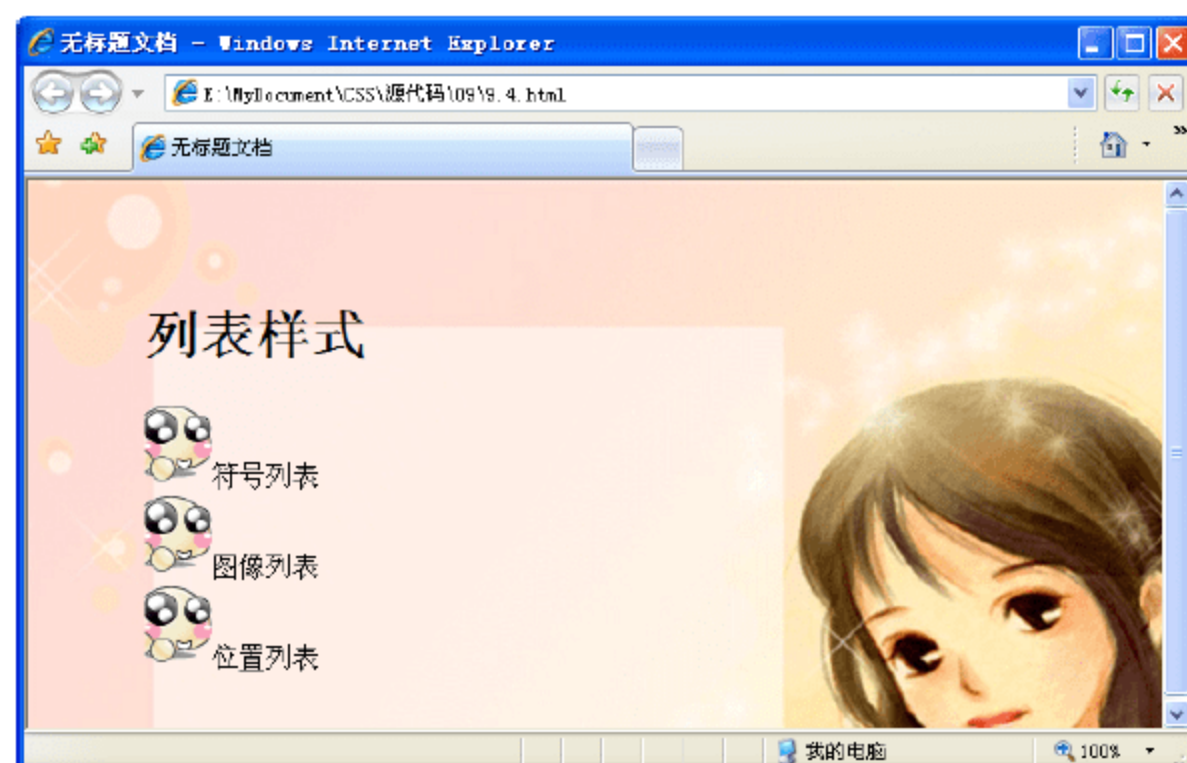 无标题文档 - Windows Internet Explorer
E:\MyDocument\CSS\源代码\09\9.4.html
无标题文档
列表样式
符号列表
图像列表
位置列表
我的电脑
100%